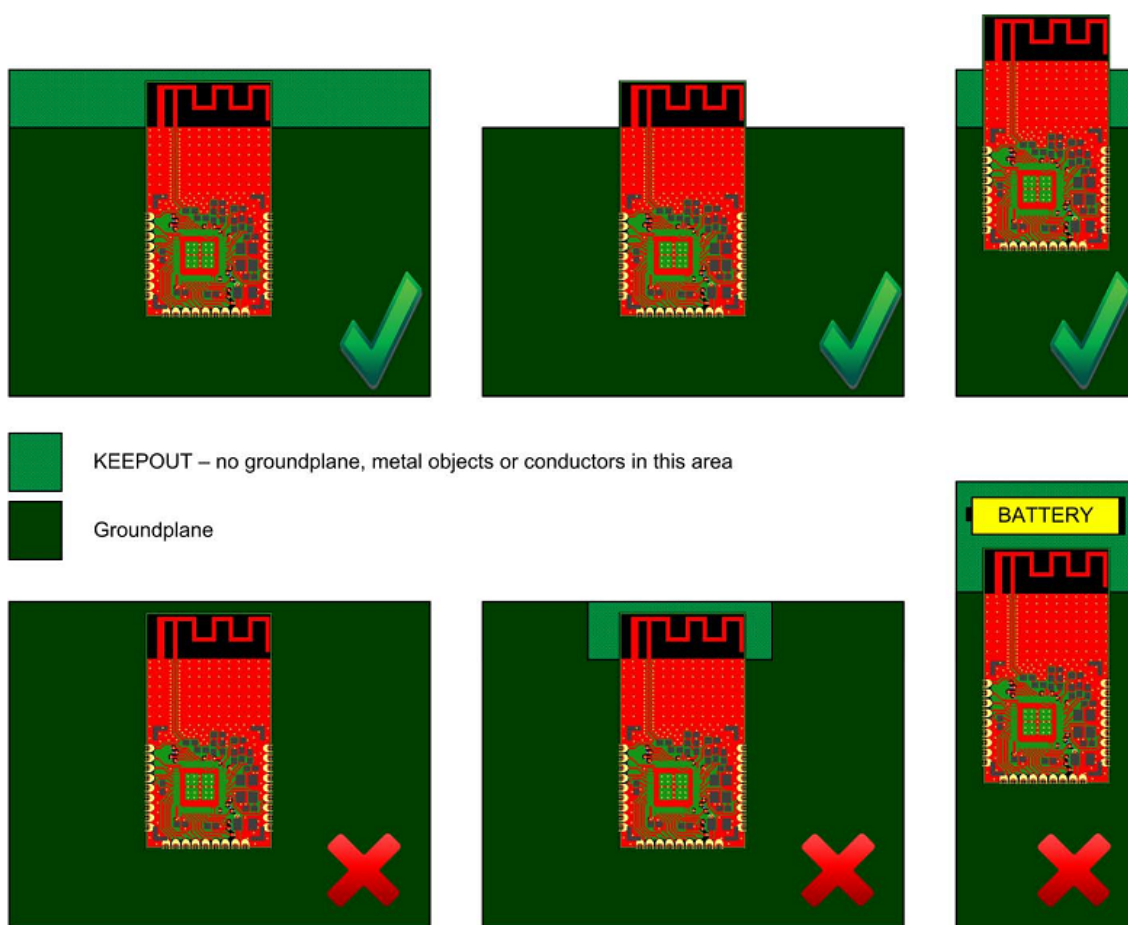 KEEPOUT – no groundplane, metal objects or conductors in this area
BATTERY
Groundplane